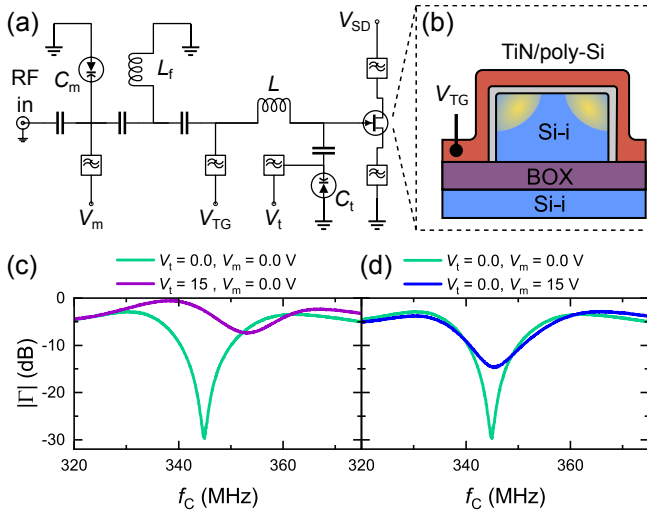 (a)
V_SD
(b)
RF
in
C_m
L_f
L
V_m
V_TG
V_t
C_t
TiN/poly-Si
V_TG
Si-i
BOX
Si-i
(c)
V_t = 0.0, V_m = 0.0 V
V_t = 15 , V_m = 0.0 V
(d)
V_t = 0.0, V_m = 0.0 V
V_t = 0.0, V_m = 15 V
|Γ| (dB)
0
-10
-20
-30
320
340
360
320
340
360
f_C (MHz)
f_C (MHz)